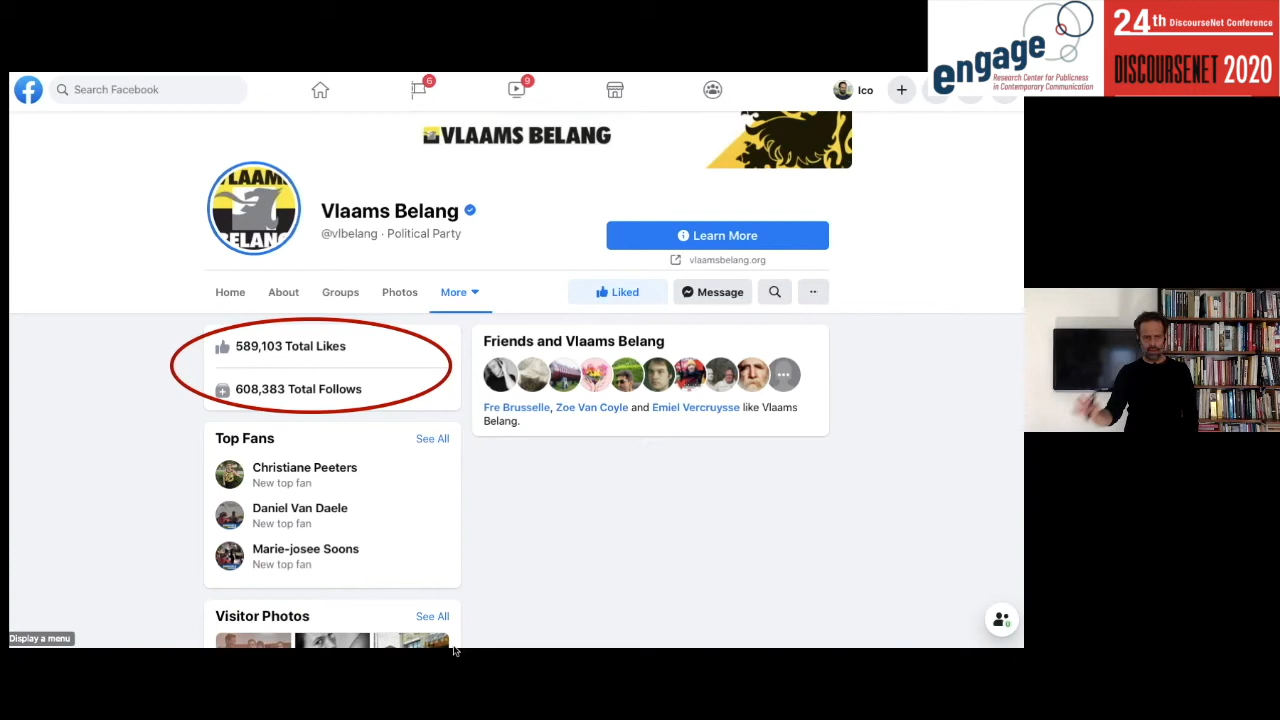 engage
Research Center for Publicness
in Contemporary Communication
24th DiscourseNet Conference
DISCOURSENET 2020
Search Facebook
6
9
Ico
VLAAMS BELANG
VLAAMS
BELANG
Vlaams Belang
@vlbelang · Political Party
Learn More
vlaamsbelang.org
Home
About
Groups
Photos
More
Liked
Message
589,103 Total Likes
608,383 Total Follows
Friends and Vlaams Belang
Fre Brusselle, Zoe Van Coyle and Emiel Vercruysse like Vlaams
Belang.
Top Fans
See All
Christiane Peeters
New top fan
Daniel Van Daele
New top fan
Marie-josee Soons
New top fan
Visitor Photos
See All
Display a menu